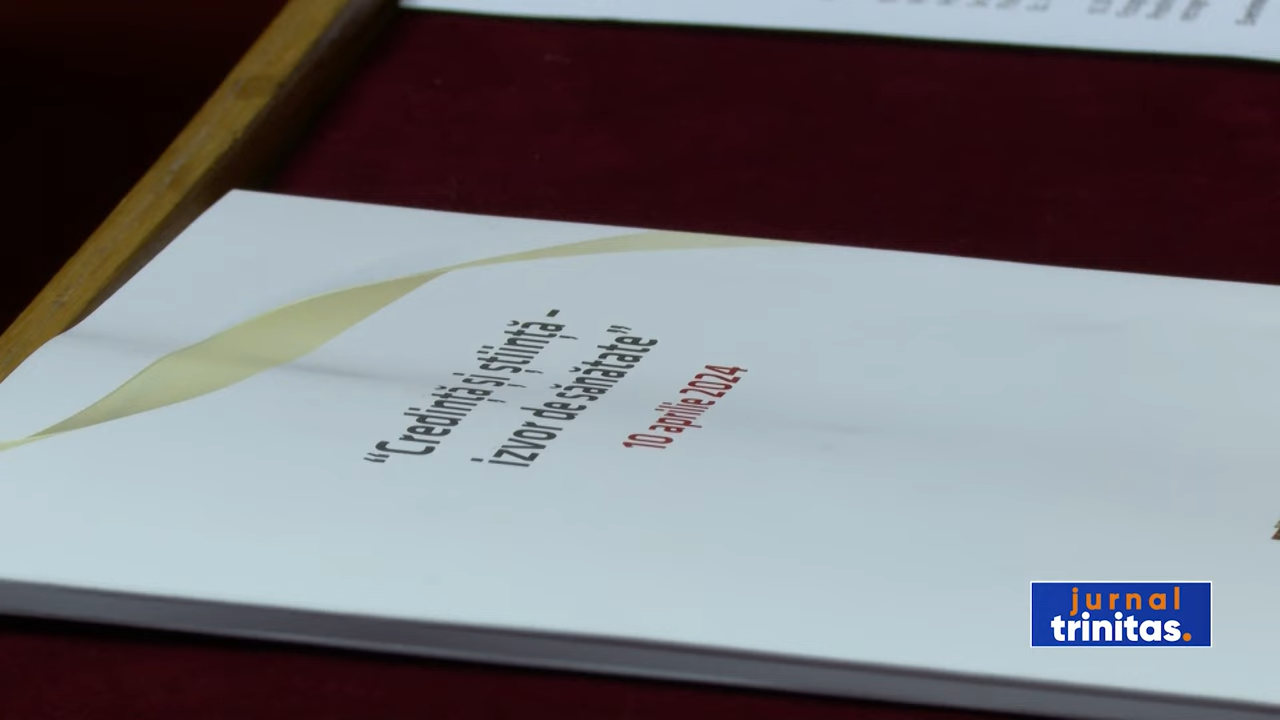 “Credință și știință -
izvor de sănătate”
10 aprilie 2024
jurnal
trinitas.